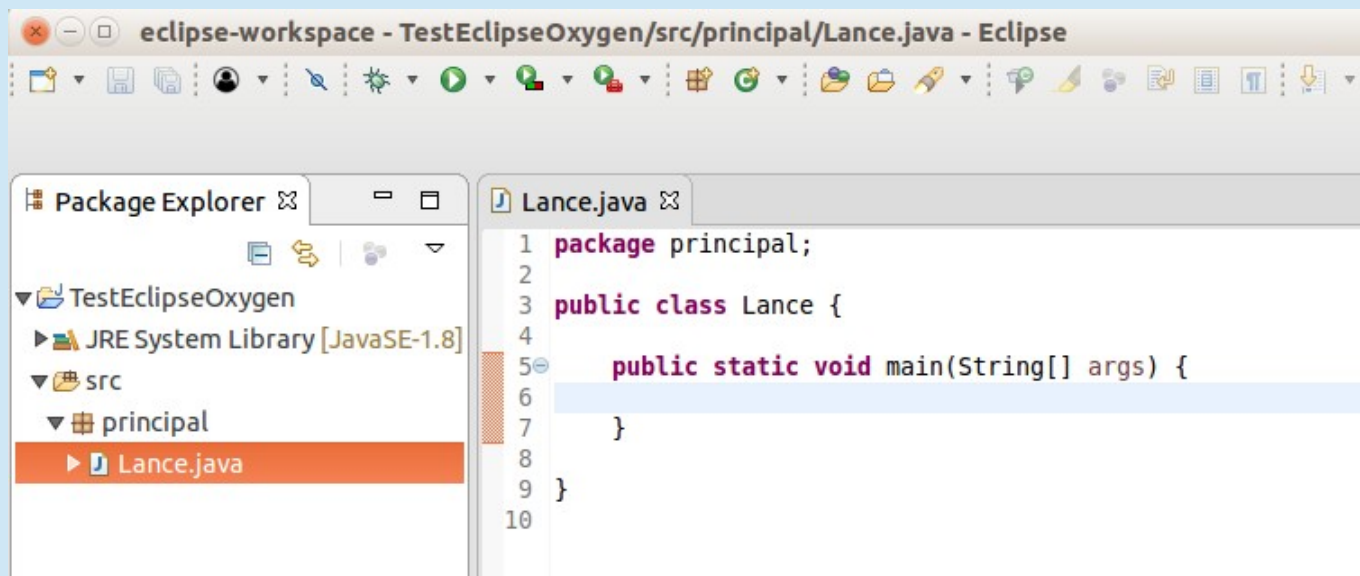 eclipse-workspace - TestEclipseOxygen/src/principal/Lance.java - Eclipse
Package Explorer
TestEclipseOxygen
JRE System Library [JavaSE-1.8]
src
principal
Lance.java
Lance.java
1 package principal;
2
3 public class Lance {
4
5 public static void main(String[] args) {
6
7 }
8
9 }
10